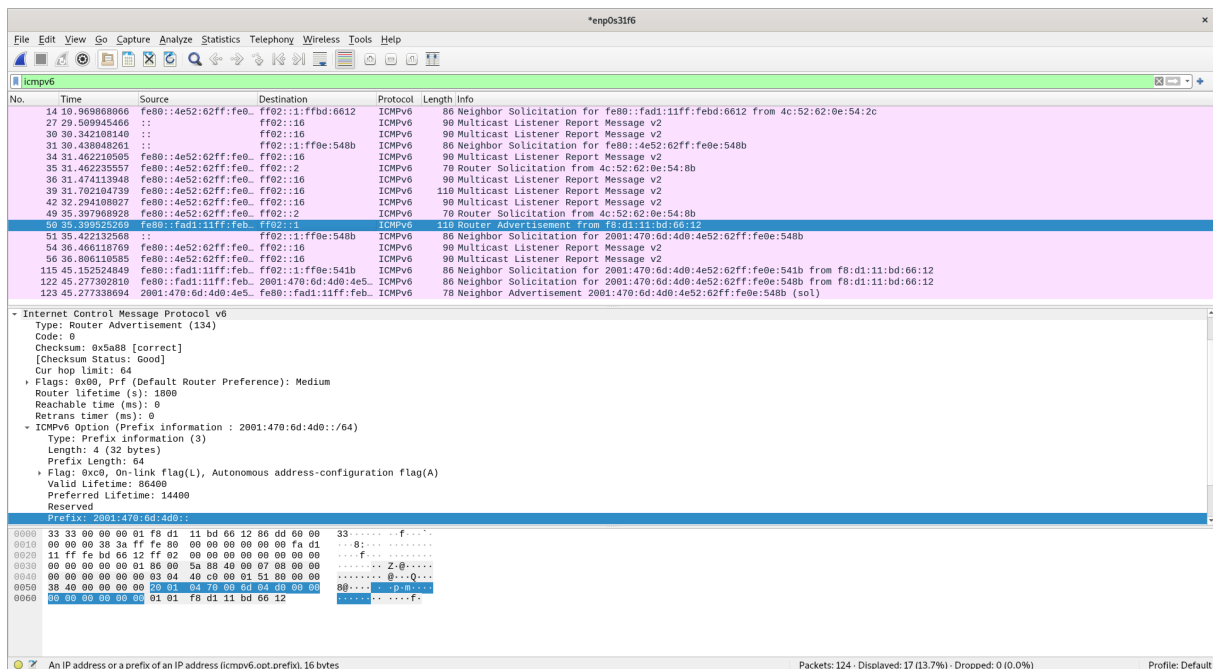 *enp0s31f6
File Edit View Go Capture Analyze Statistics Telephony Wireless Tools Help
icmpv6
No. Time Source Destination Protocol Length Info
14 10.969868066 fe80::4e52:62ff:fe0… ff02::1:ffbd:6612 ICMPv6 86 Neighbor Solicitation for fe80::fad1:11ff:febd:6612 from 4c:52:62:0e:54:2c
27 29.509945466 :: ff02::16 ICMPv6 90 Multicast Listener Report Message v2
30 30.342108140 :: ff02::16 ICMPv6 90 Multicast Listener Report Message v2
31 30.438048261 :: ff02::1:ff0e:548b ICMPv6 86 Neighbor Solicitation for fe80::4e52:62ff:fe0e:548b
34 31.462210505 fe80::4e52:62ff:fe0… ff02::16 ICMPv6 90 Multicast Listener Report Message v2
35 31.462235557 fe80::4e52:62ff:fe0… ff02::2 ICMPv6 70 Router Solicitation from 4c:52:62:0e:54:8b
36 31.474113948 fe80::4e52:62ff:fe0… ff02::16 ICMPv6 90 Multicast Listener Report Message v2
39 31.702104739 fe80::4e52:62ff:fe0… ff02::16 ICMPv6 110 Multicast Listener Report Message v2
42 32.294108027 fe80::4e52:62ff:fe0… ff02::16 ICMPv6 90 Multicast Listener Report Message v2
49 35.397968928 fe80::4e52:62ff:fe0… ff02::2 ICMPv6 70 Router Solicitation from 4c:52:62:0e:54:8b
50 35.399525269 fe80::fad1:11ff:feb… ff02::1 ICMPv6 110 Router Advertisement from f8:d1:11:bd:66:12
51 35.422132568 :: ff02::1:ff0e:548b ICMPv6 86 Neighbor Solicitation for 2001:470:6d:4d0:4e52:62ff:fe0e:548b
54 36.466118769 fe80::4e52:62ff:fe0… ff02::16 ICMPv6 90 Multicast Listener Report Message v2
56 36.806110585 fe80::4e52:62ff:fe0… ff02::16 ICMPv6 90 Multicast Listener Report Message v2
115 45.152524849 fe80::fad1:11ff:feb… ff02::1:ff0e:541b ICMPv6 86 Neighbor Solicitation for 2001:470:6d:4d0:4e52:62ff:fe0e:541b from f8:d1:11:bd:66:12
122 45.277302810 fe80::fad1:11ff:feb… 2001:470:6d:4d0:4e5… ICMPv6 86 Neighbor Solicitation for 2001:470:6d:4d0:4e52:62ff:fe0e:548b from f8:d1:11:bd:66:12
123 45.277338694 2001:470:6d:4d0:4e5… fe80::fad1:11ff:feb… ICMPv6 78 Neighbor Advertisement 2001:470:6d:4d0:4e52:62ff:fe0e:548b (sol)
Internet Control Message Protocol v6
Type: Router Advertisement (134)
Code: 0
Checksum: 0x5a88 [correct]
[Checksum Status: Good]
Cur hop limit: 64
Flags: 0x00, Prf (Default Router Preference): Medium
Router lifetime (s): 1800
Reachable time (ms): 0
Retrans timer (ms): 0
ICMPv6 Option (Prefix information : 2001:470:6d:4d0::/64)
Type: Prefix information (3)
Length: 4 (32 bytes)
Prefix Length: 64
Flag: 0xc0, On-link flag(L), Autonomous address-configuration flag(A)
Valid Lifetime: 86400
Preferred Lifetime: 14400
Reserved
Prefix: 2001:470:6d:4d0::
0000 33 33 00 00 00 01 f8 d1 11 bd 66 12 86 dd 60 00 33······ ··f···`·
0010 00 00 00 38 3a ff fe 80 00 00 00 00 00 00 fa d1 ···8:··· ········
0020 11 ff fe bd 66 12 ff 02 00 00 00 00 00 00 00 00 ····f··· ········
0030 00 00 00 00 00 01 86 00 5a 88 40 00 07 08 00 00 ········ Z·@·····
0040 00 00 00 00 00 00 03 04 40 c0 00 01 51 80 00 00 ········ @···Q···
0050 38 40 00 00 00 00 20 01 04 70 00 6d 04 d0 00 00 8@···· · ·p·m····
0060 00 00 00 00 00 00 01 01 f8 d1 11 bd 66 12 ········ ····f·
An IP address or a prefix of an IP address (icmpv6.opt.prefix), 16 bytes
Packets: 124 · Displayed: 17 (13.7%) · Dropped: 0 (0.0%)
Profile: Default